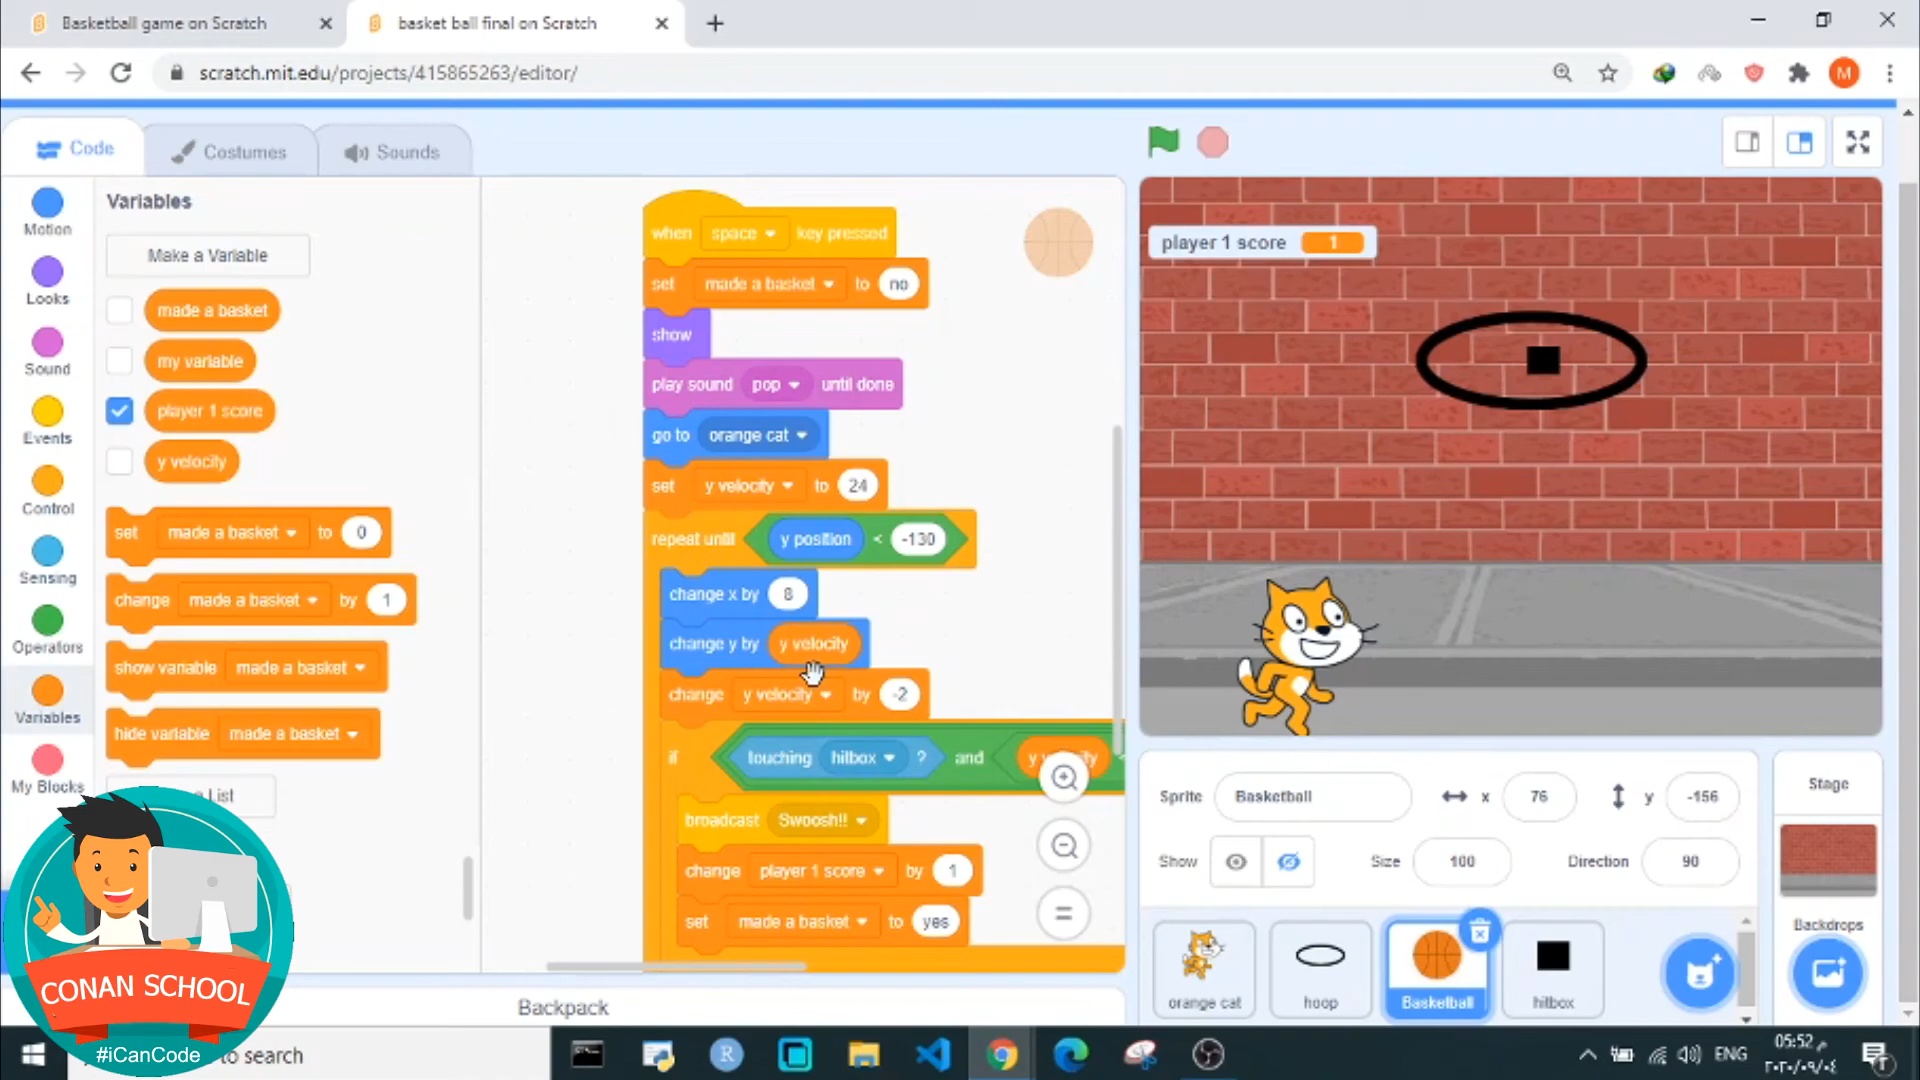 Basketball game on Scratch
basket ball final on Scratch
scratch.mit.edu/projects/415865263/editor/
M
Code
Costumes
Sounds
Motion
Looks
Sound
Events
Control
Sensing
Operators
Variables
My Blocks
Variables
Make a Variable
made a basket
my variable
player 1 score
y velocity
set made a basket to 0
change made a basket by 1
show variable made a basket
hide variable made a basket
List
when space key pressed
set made a basket to no
show
play sound pop until done
go to orange cat
set y velocity to 24
repeat until y position < -130
change x by 8
change y by y velocity
change y velocity by -2
if touching hitbox ? and
broadcast Swoosh!!
change player 1 score by 1
set made a basket to yes
Backpack
player 1 score 1
Sprite Basketball x 76 y -156
Show Size 100 Direction 90
orange cat
hoop
Basketball
hitbox
Stage
Backdrops
CONAN SCHOOL
#iCanCode
to search
R
ENG
05:52 م
٢٠٢٠/٠٩/٠٤